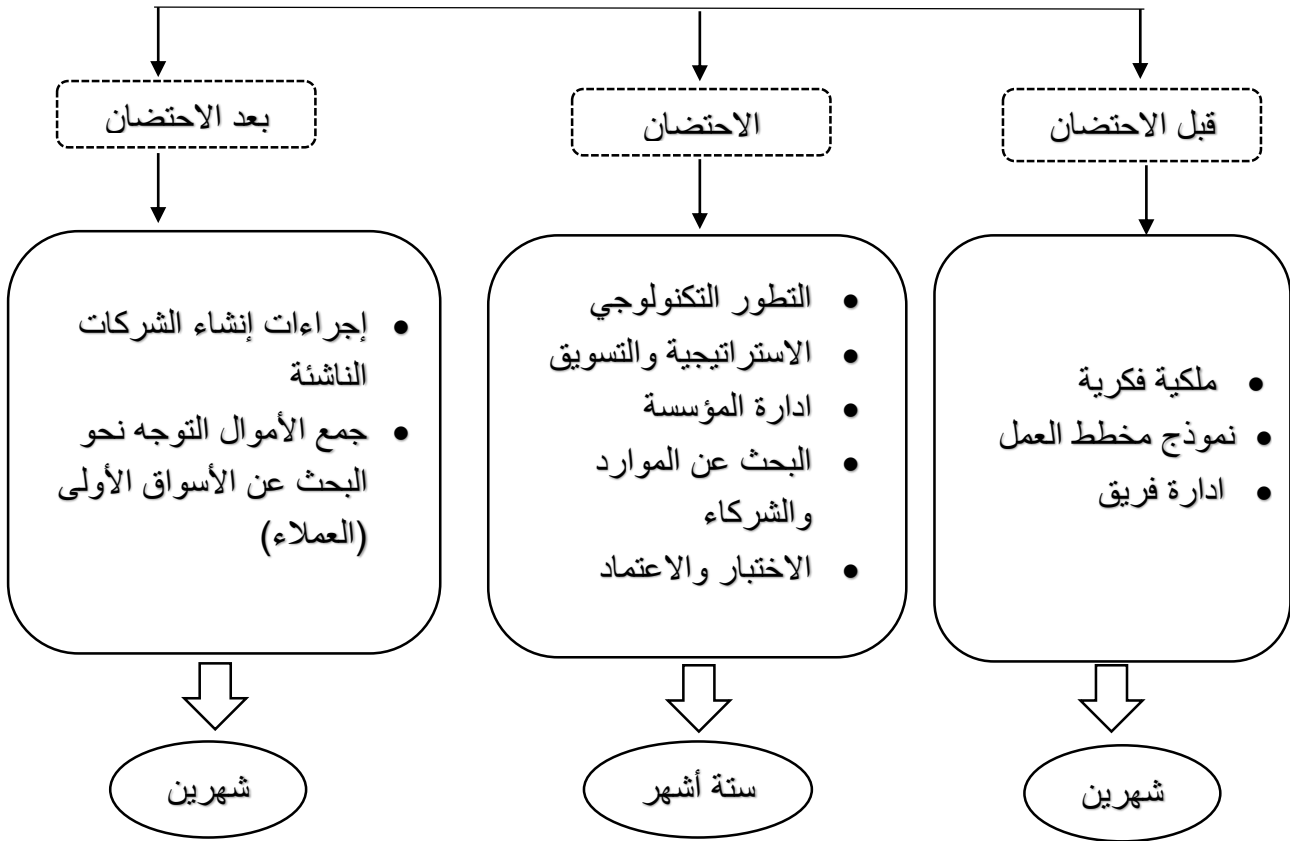 قبل الاحتضان
الاحتضان
بعد الاحتضان
• ملكية فكرية
• نموذج مخطط العمل
• ادارة فريق
• التطور التكنولوجي
• الاستراتيجية والتسويق
• ادارة المؤسسة
• البحث عن الموارد
والشركاء
• الاختبار والاعتماد
• إجراءات إنشاء الشركات
الناشئة
• جمع الأموال التوجه نحو
البحث عن الأسواق الأولى
(العملاء)
شهرين
ستة أشهر
شهرين